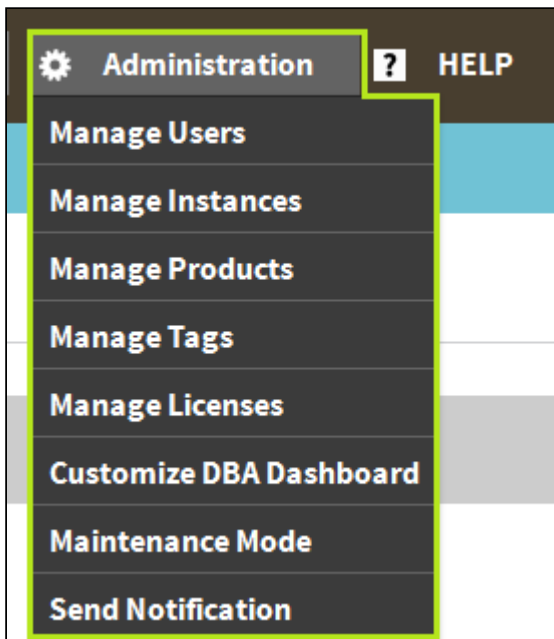 Administration ? HELP
Manage Users
Manage Instances
Manage Products
Manage Tags
Manage Licenses
Customize DBA Dashboard
Maintenance Mode
Send Notification